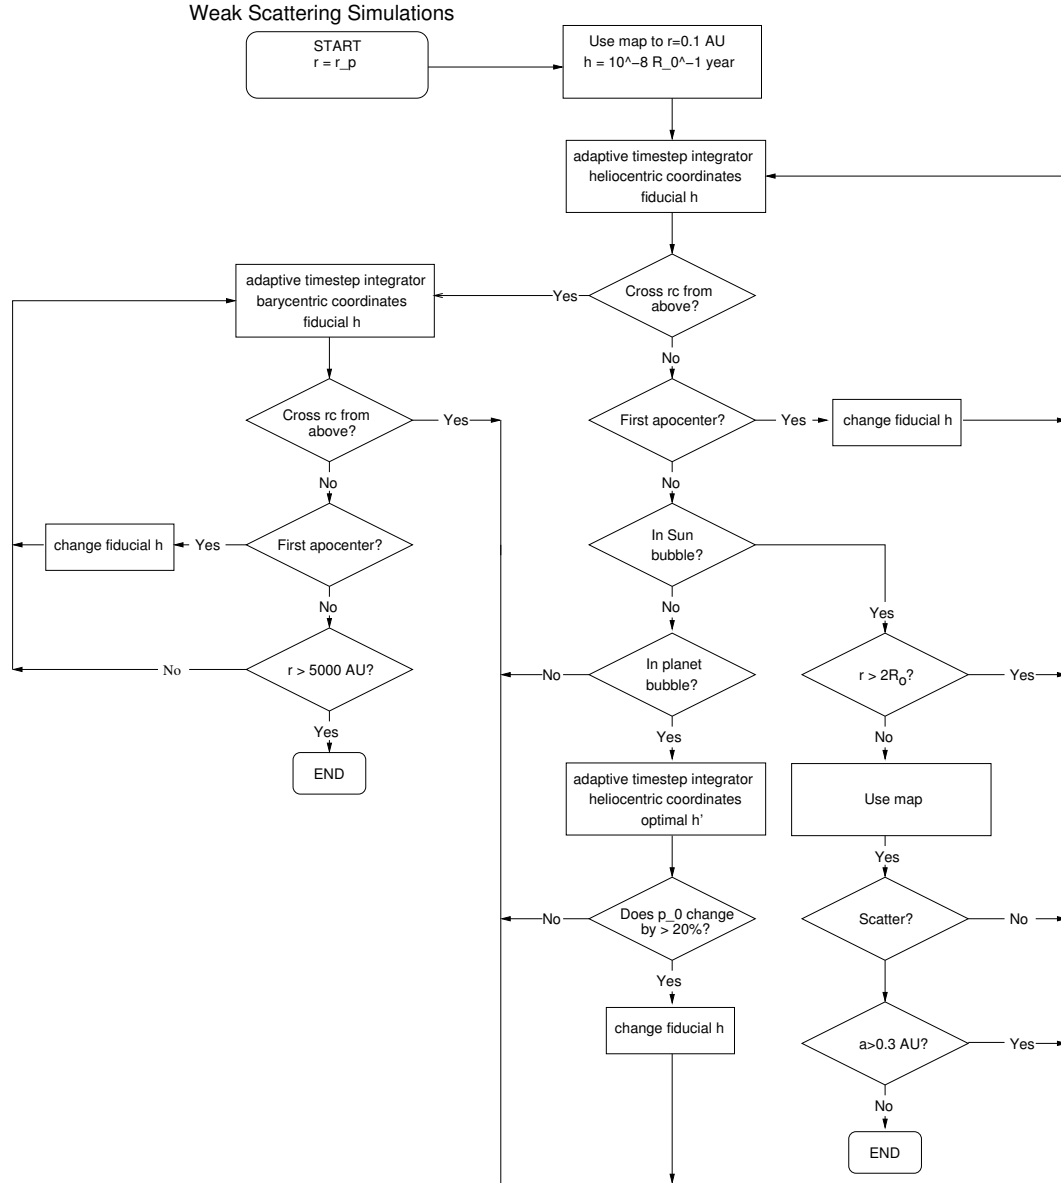 Weak Scattering Simulations
START
r = r_p
Use map to r=0.1 AU
h = 10^−8 R_0^−1 year
adaptive timestep integrator
heliocentric coordinates
fiducial h
Cross rc from
above?
Yes
No
adaptive timestep integrator
barycentric coordinates
fiducial h
Cross rc from
above?
Yes
No
First apocenter?
Yes
change fiducial h
No
r > 5000 AU?
No
Yes
END
First apocenter?
Yes
change fiducial h
No
In Sun
bubble?
Yes
No
In planet
bubble?
No
Yes
adaptive timestep integrator
heliocentric coordinates
optimal h'
Does p_0 change
by > 20%?
No
Yes
change fiducial h
r > 2Ro?
Yes
No
Use map
Yes
Scatter?
No
a>0.3 AU?
Yes
No
END